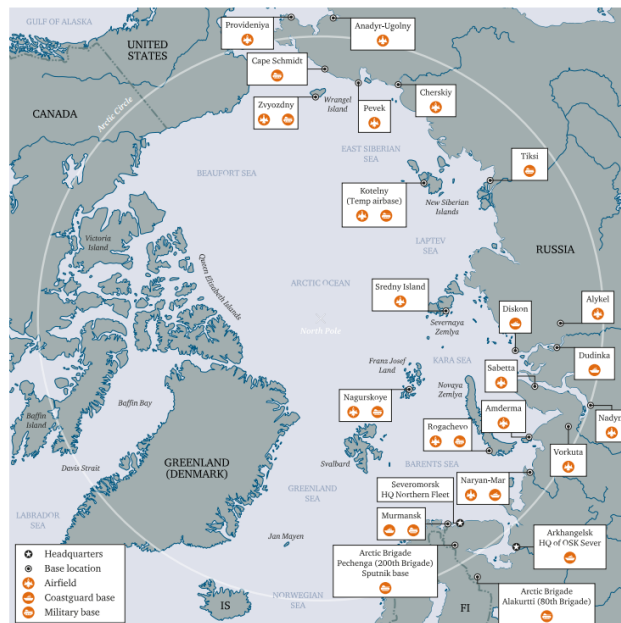 GULF OF ALASKA
UNITED
STATES
CANADA
Arctic Circle
Provideniya
Anadyr-Ugolny
Cape Schmidt
Zvyozdny
Wrangel
Island
Pevek
Cherskiy
EAST SIBERIAN
SEA
BEAUFORT SEA
Tiksi
Kotelny
(Temp airbase)
New Siberian
Islands
Victoria
Island
LAPTEV
SEA
RUSSIA
Queen Elizabeth Islands
ARCTIC OCEAN
Sredny Island
Severnaya
Zemlya
North Pole
Diskon
Alykel
Dudinka
Franz Josef
Land
KARA SEA
Sabetta
Nagurskoye
Novaya
Zemlya
Amderma
Nadyr
Baffin
Island
Baffin Bay
Rogachevo
Vorkuta
Davis Strait
GREENLAND
(DENMARK)
Svalbard
BARENTS SEA
Severomorsk
HQ Northern Fleet
Naryan-Mar
GREENLAND
SEA
LABRADOR
SEA
Murmansk
Jan Mayen
Arkhangelsk
HQ of OSK Sever
Arctic Brigade
Pechenga (200th Brigade)
Sputnik base
Arctic Brigade
Alakurtti (80th Brigade)
NORWEGIAN
SEA
IS
FI
Headquarters
Base location
Airfield
Coastguard base
Military base